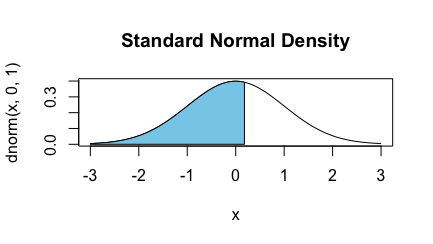 Standard Normal Density
dnorm(x, 0, 1)
0.3
0.0
-3 -2 -1 0 1 2 3
x